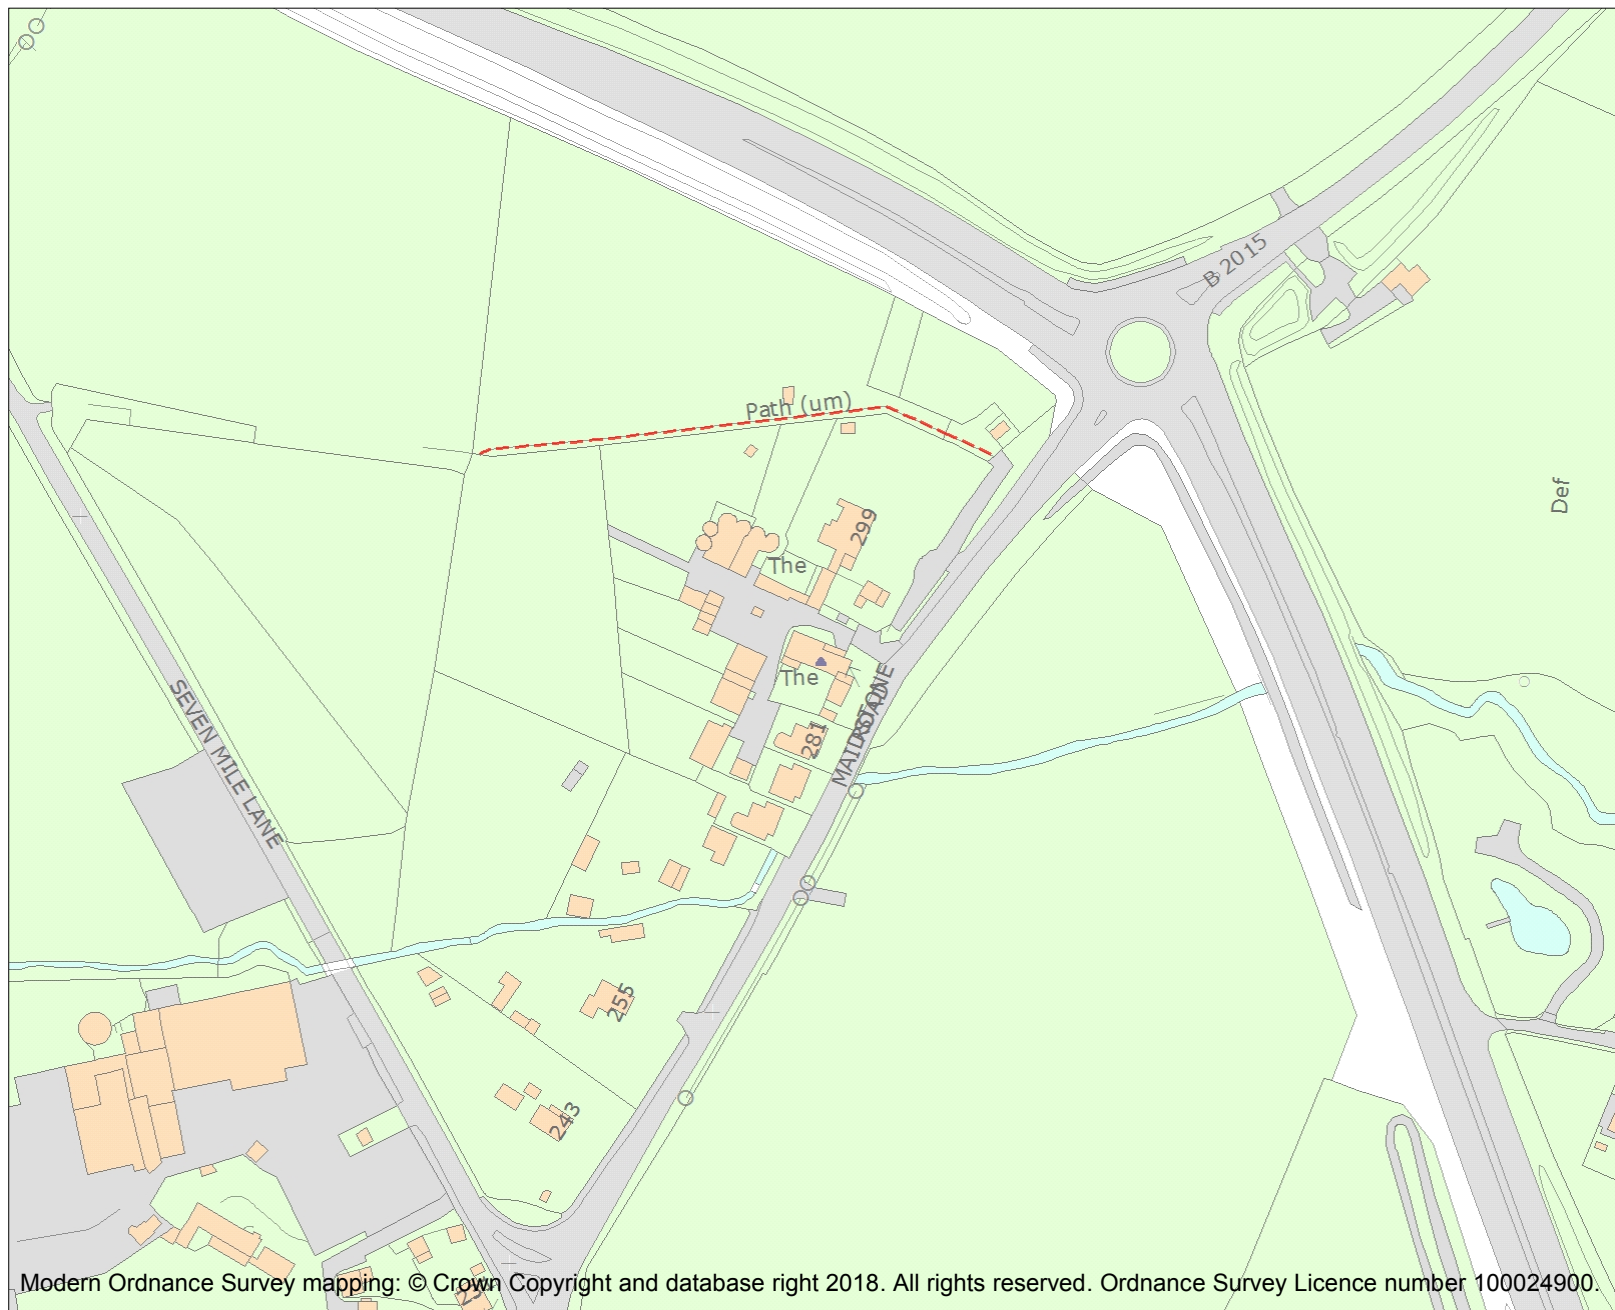 B 2015
Path (um)
Def
299
The
The
MAIDSTONE
ROAD
281
SEVEN MILE LANE
255
243
Modern Ordnance Survey mapping: © Crown Copyright and database right 2018. All rights reserved. Ordnance Survey Licence number 100024900.